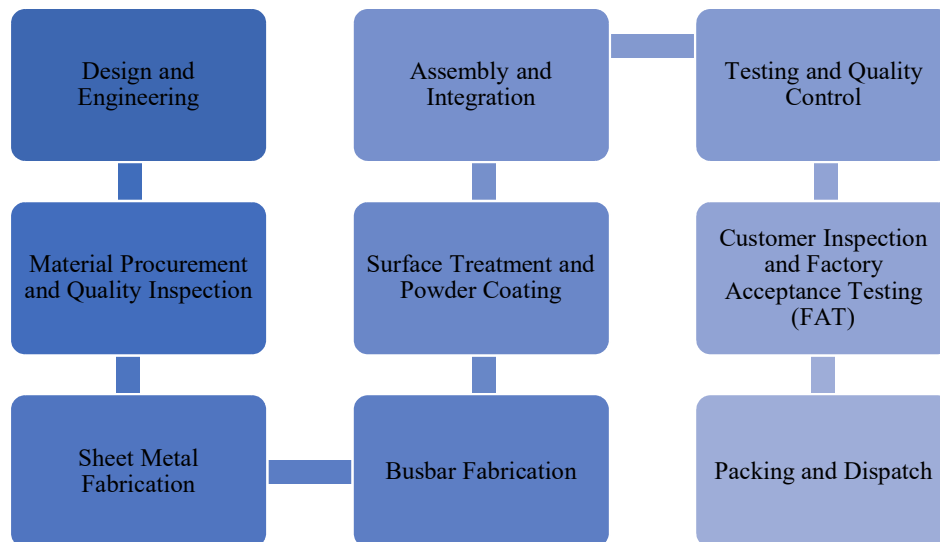 Design and
Engineering
Material Procurement
and Quality Inspection
Sheet Metal
Fabrication
Busbar Fabrication
Surface Treatment and
Powder Coating
Assembly and
Integration
Testing and Quality
Control
Customer Inspection
and Factory
Acceptance Testing
(FAT)
Packing and Dispatch